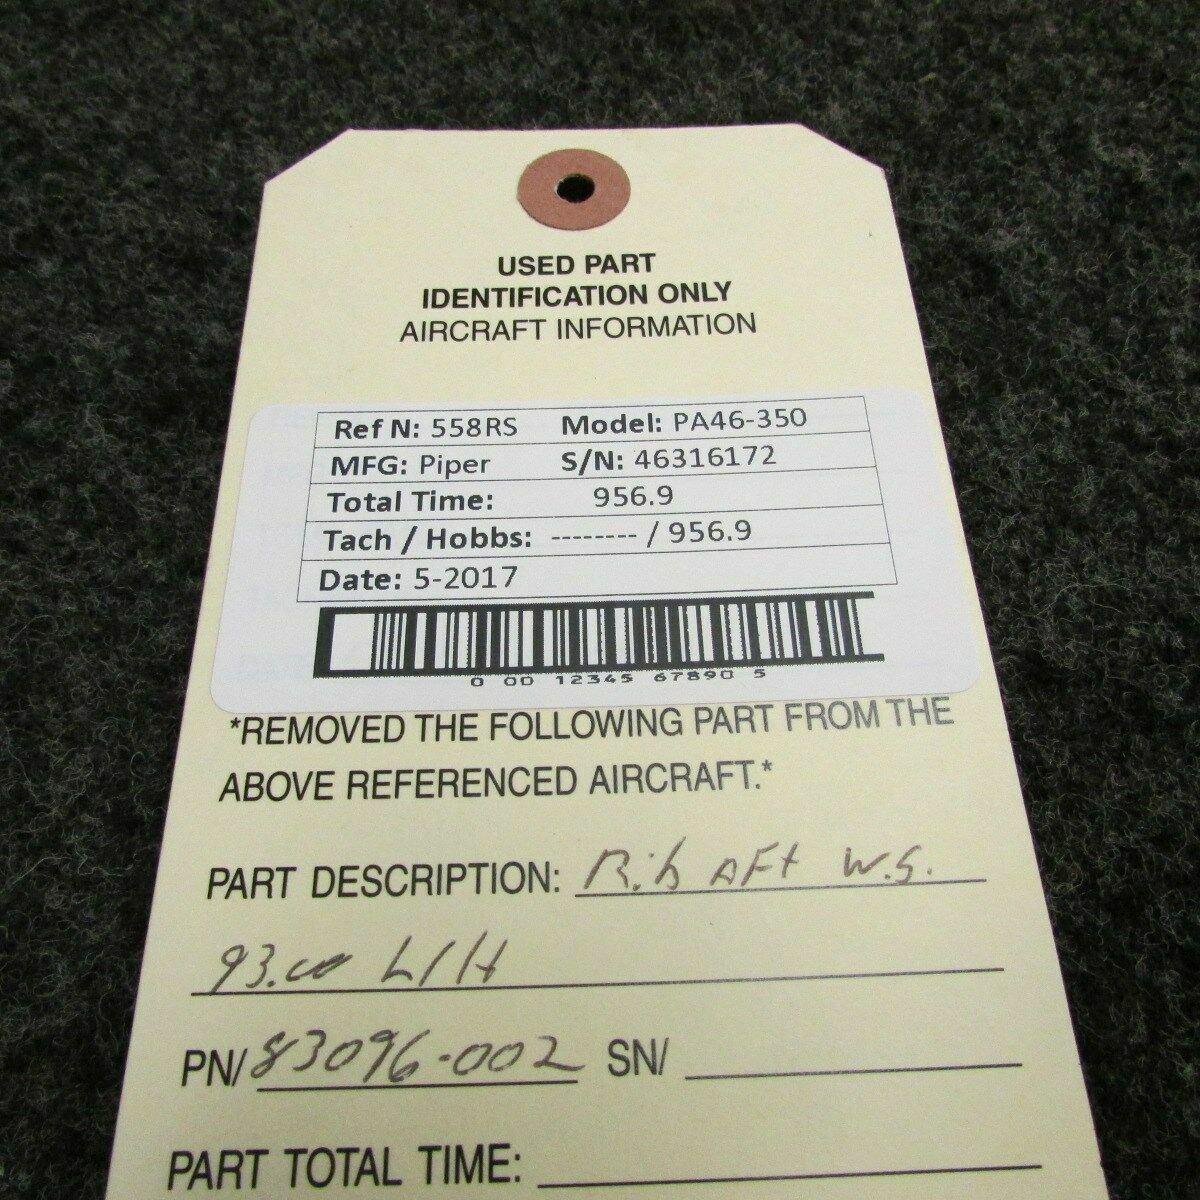 USED PART
IDENTIFICATION ONLY
AIRCRAFT INFORMATION
Ref N: 558RS Model: PA46-350
MFG: Piper S/N: 46316172
Total Time: 956.9
Tach / Hobbs: -------- / 956.9
Date: 5-2017
0 00 12345 67890 5
*REMOVED THE FOLLOWING PART FROM THE
ABOVE REFERENCED AIRCRAFT.*
PART DESCRIPTION: Rib AFt W.S.
93.00 L/H
PN/ 83096-002 SN/
PART TOTAL TIME: